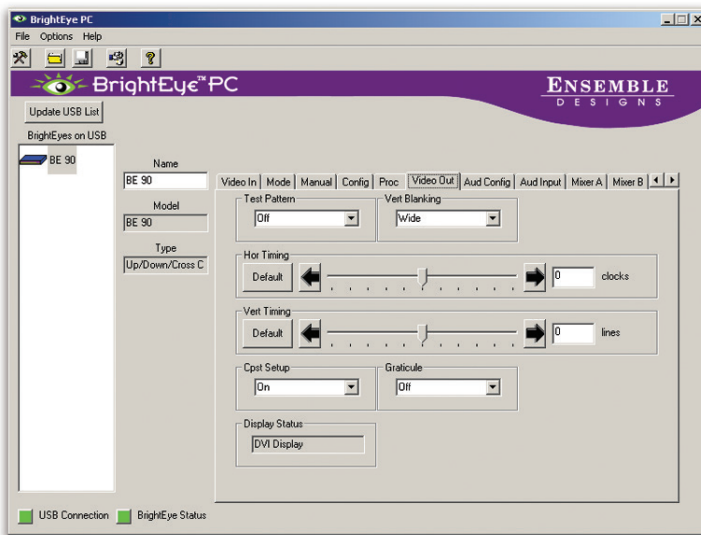 BrightEye PC
File Options Help
BrightEye™ PC
ENSEMBLE
DESIGNS
Update USB List
BrightEyes on USB
BE 90
Name
BE 90
Model
BE 90
Type
Up/Down/Cross C
Video In Mode Manual Config Proc Video Out Aud Config Aud Input Mixer A Mixer B
Test Pattern
Off
Vert Blanking
Wide
Hor Timing
Default 0 clocks
Vert Timing
Default 0 lines
Cpst Setup
On
Graticule
Off
Display Status
DVI Display
USB Connection BrightEye Status